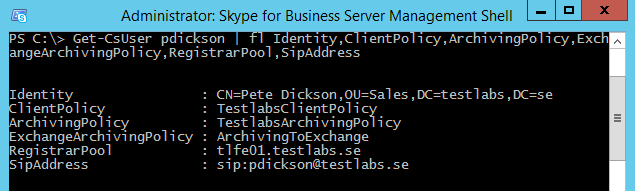 Administrator: Skype for Business Server Management Shell
PS C:\> Get-CsUser pdickson | fl Identity,ClientPolicy,ArchivingPolicy,Exch
angeArchivingPolicy,RegistrarPool,SipAddress
Identity : CN=Pete Dickson,OU=Sales,DC=testlabs,DC=se
ClientPolicy : TestlabsClientPolicy
ArchivingPolicy : TestlabsArchivingPolicy
ExchangeArchivingPolicy : ArchivingToExchange
RegistrarPool : tlfe01.testlabs.se
SipAddress : sip:pdickson@testlabs.se